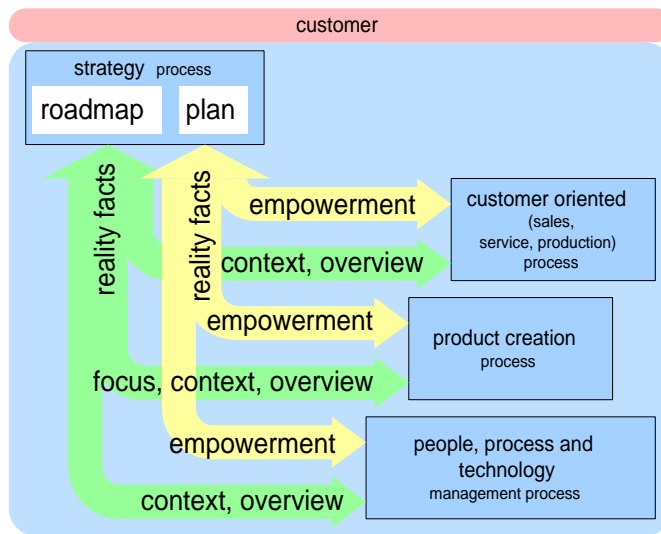 customer
strategy process
roadmap plan
reality facts
reality facts
empowerment
context, overview
customer oriented
(sales,
service, production)
process
empowerment
focus, context, overview
product creation
process
empowerment
context, overview
people, process and
technology
management process